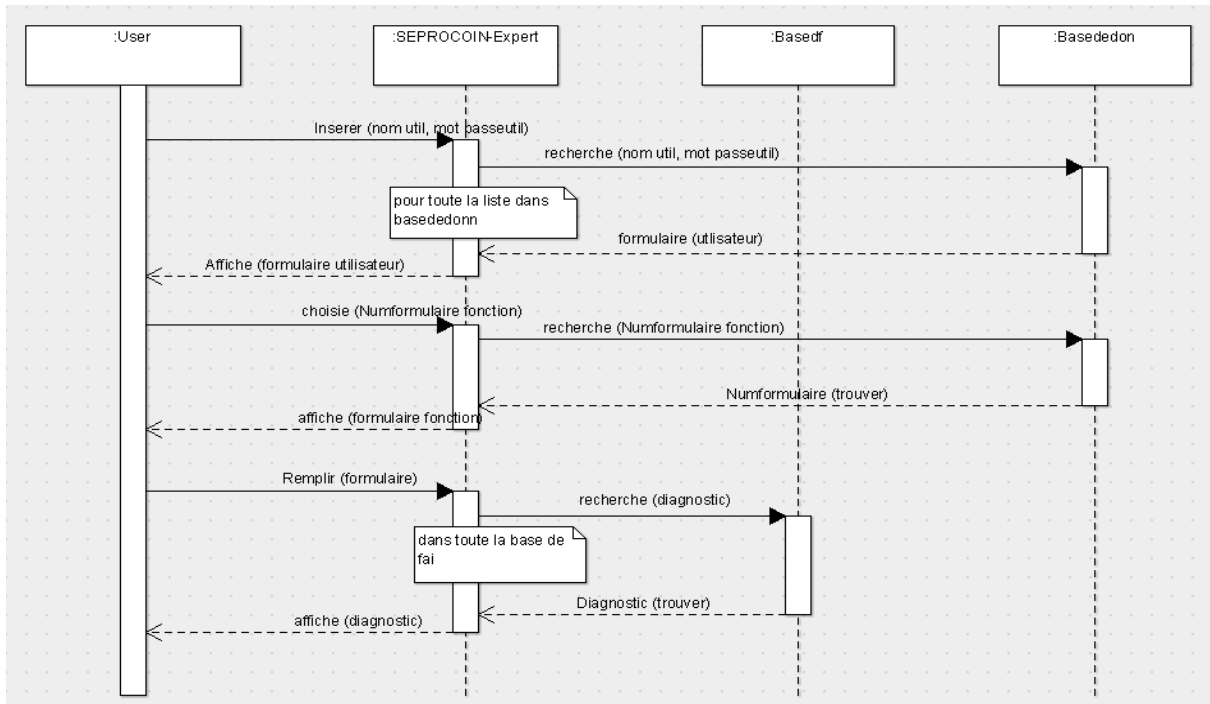 :User
:SEPROCOIN-Expert
:Basedf
:Basededon
Inserer (nom util, mot passeutil)
recherche (nom util, mot passeutil)
pour toute la liste dans
basededonn
formulaire (utlisateur)
Affiche (formulaire utilisateur)
choisie (Numformulaire fonction)
recherche (Numformulaire fonction)
Numformulaire (trouver)
affiche (formulaire fonction)
Remplir (formulaire)
recherche (diagnostic)
dans toute la base de
fai
Diagnostic (trouver)
affiche (diagnostic)